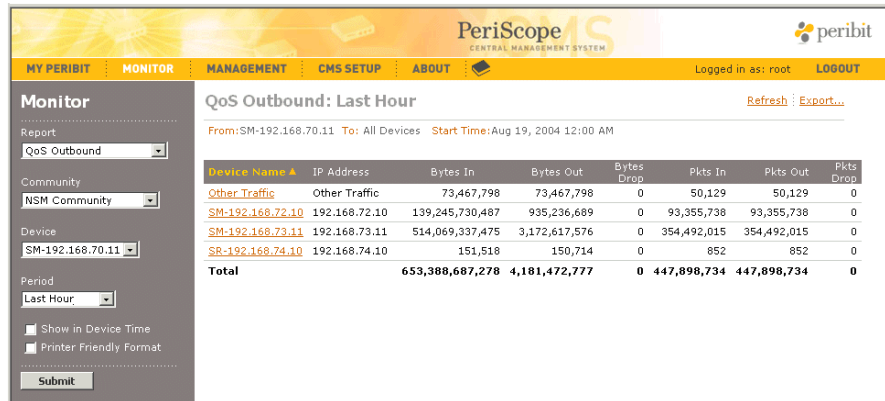 PeriScope
CENTRAL MANAGEMENT SYSTEM
CMS
peribit
MY PERIBIT MONITOR MANAGEMENT CMS SETUP ABOUT Logged in as: root LOGOUT
Monitor
Report
QoS Outbound
Community
NSM Community
Device
SM-192.168.70.11
Period
Last Hour
Show in Device Time
Printer Friendly Format
Submit
QoS Outbound: Last Hour
Refresh Export...
From:SM-192.168.70.11 To: All Devices Start Time:Aug 19, 2004 12:00 AM
Device Name IP Address Bytes In Bytes Out Bytes Drop Pkts In Pkts Out Pkts Drop
Other Traffic Other Traffic 73,467,798 73,467,798 0 50,129 50,129 0
SM-192.168.72.10 192.168.72.10 139,245,730,487 935,236,689 0 93,355,738 93,355,738 0
SM-192.168.73.11 192.168.73.11 514,069,337,475 3,172,617,576 0 354,492,015 354,492,015 0
SR-192.168.74.10 192.168.74.10 151,518 150,714 0 852 852 0
Total 653,388,687,278 4,181,472,777 0 447,898,734 447,898,734 0